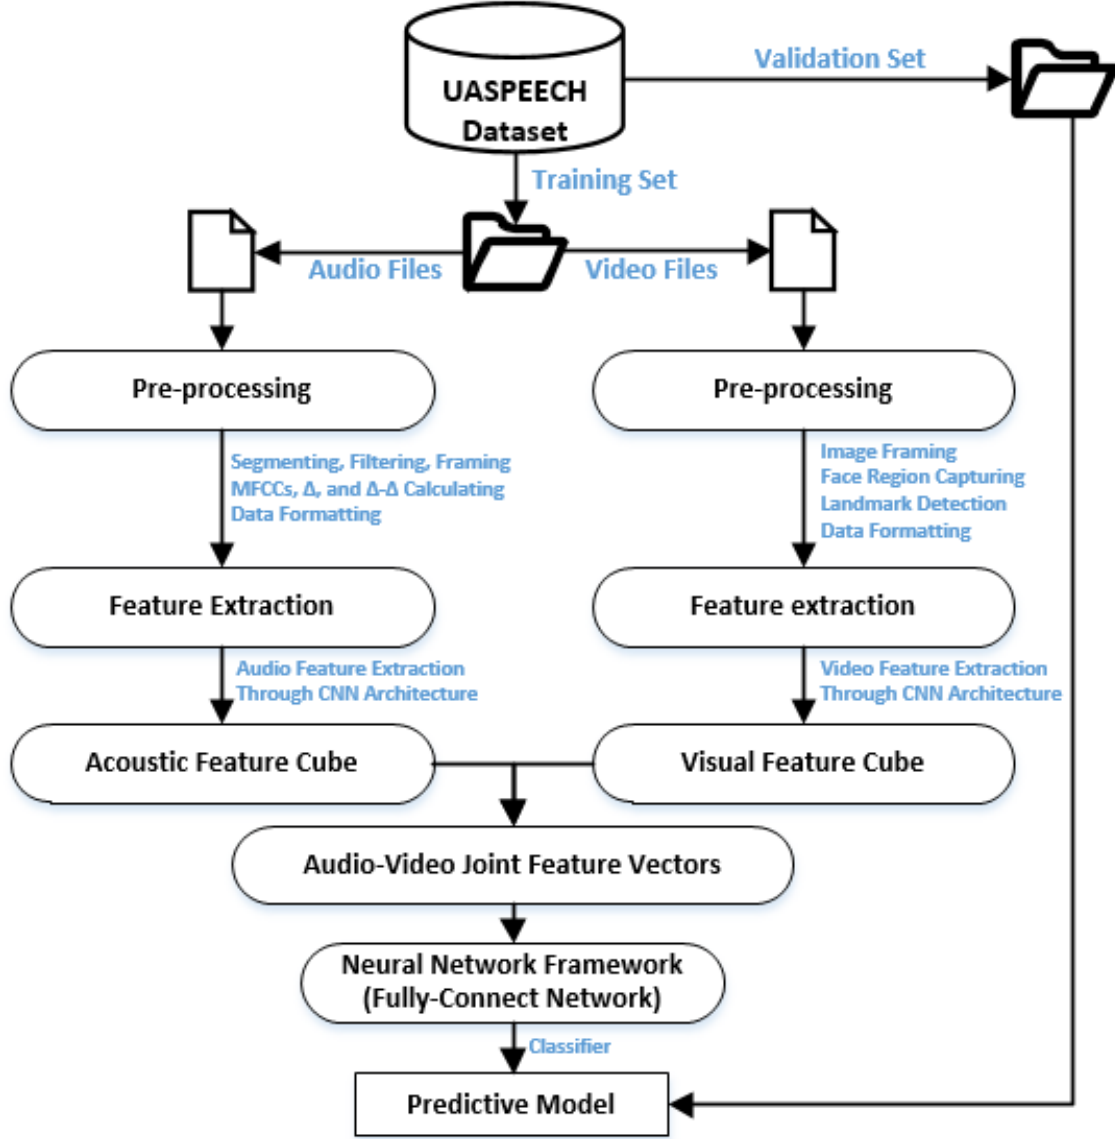 UASPEECH
Dataset
Validation Set
Training Set
Audio Files
Video Files
Pre-processing
Pre-processing
Segmenting, Filtering, Framing
MFCCs, Δ, and Δ-Δ Calculating
Data Formatting
Image Framing
Face Region Capturing
Landmark Detection
Data Formatting
Feature Extraction
Feature extraction
Audio Feature Extraction
Through CNN Architecture
Video Feature Extraction
Through CNN Architecture
Acoustic Feature Cube
Visual Feature Cube
Audio-Video Joint Feature Vectors
Neural Network Framework
(Fully-Connect Network)
Classifier
Predictive Model